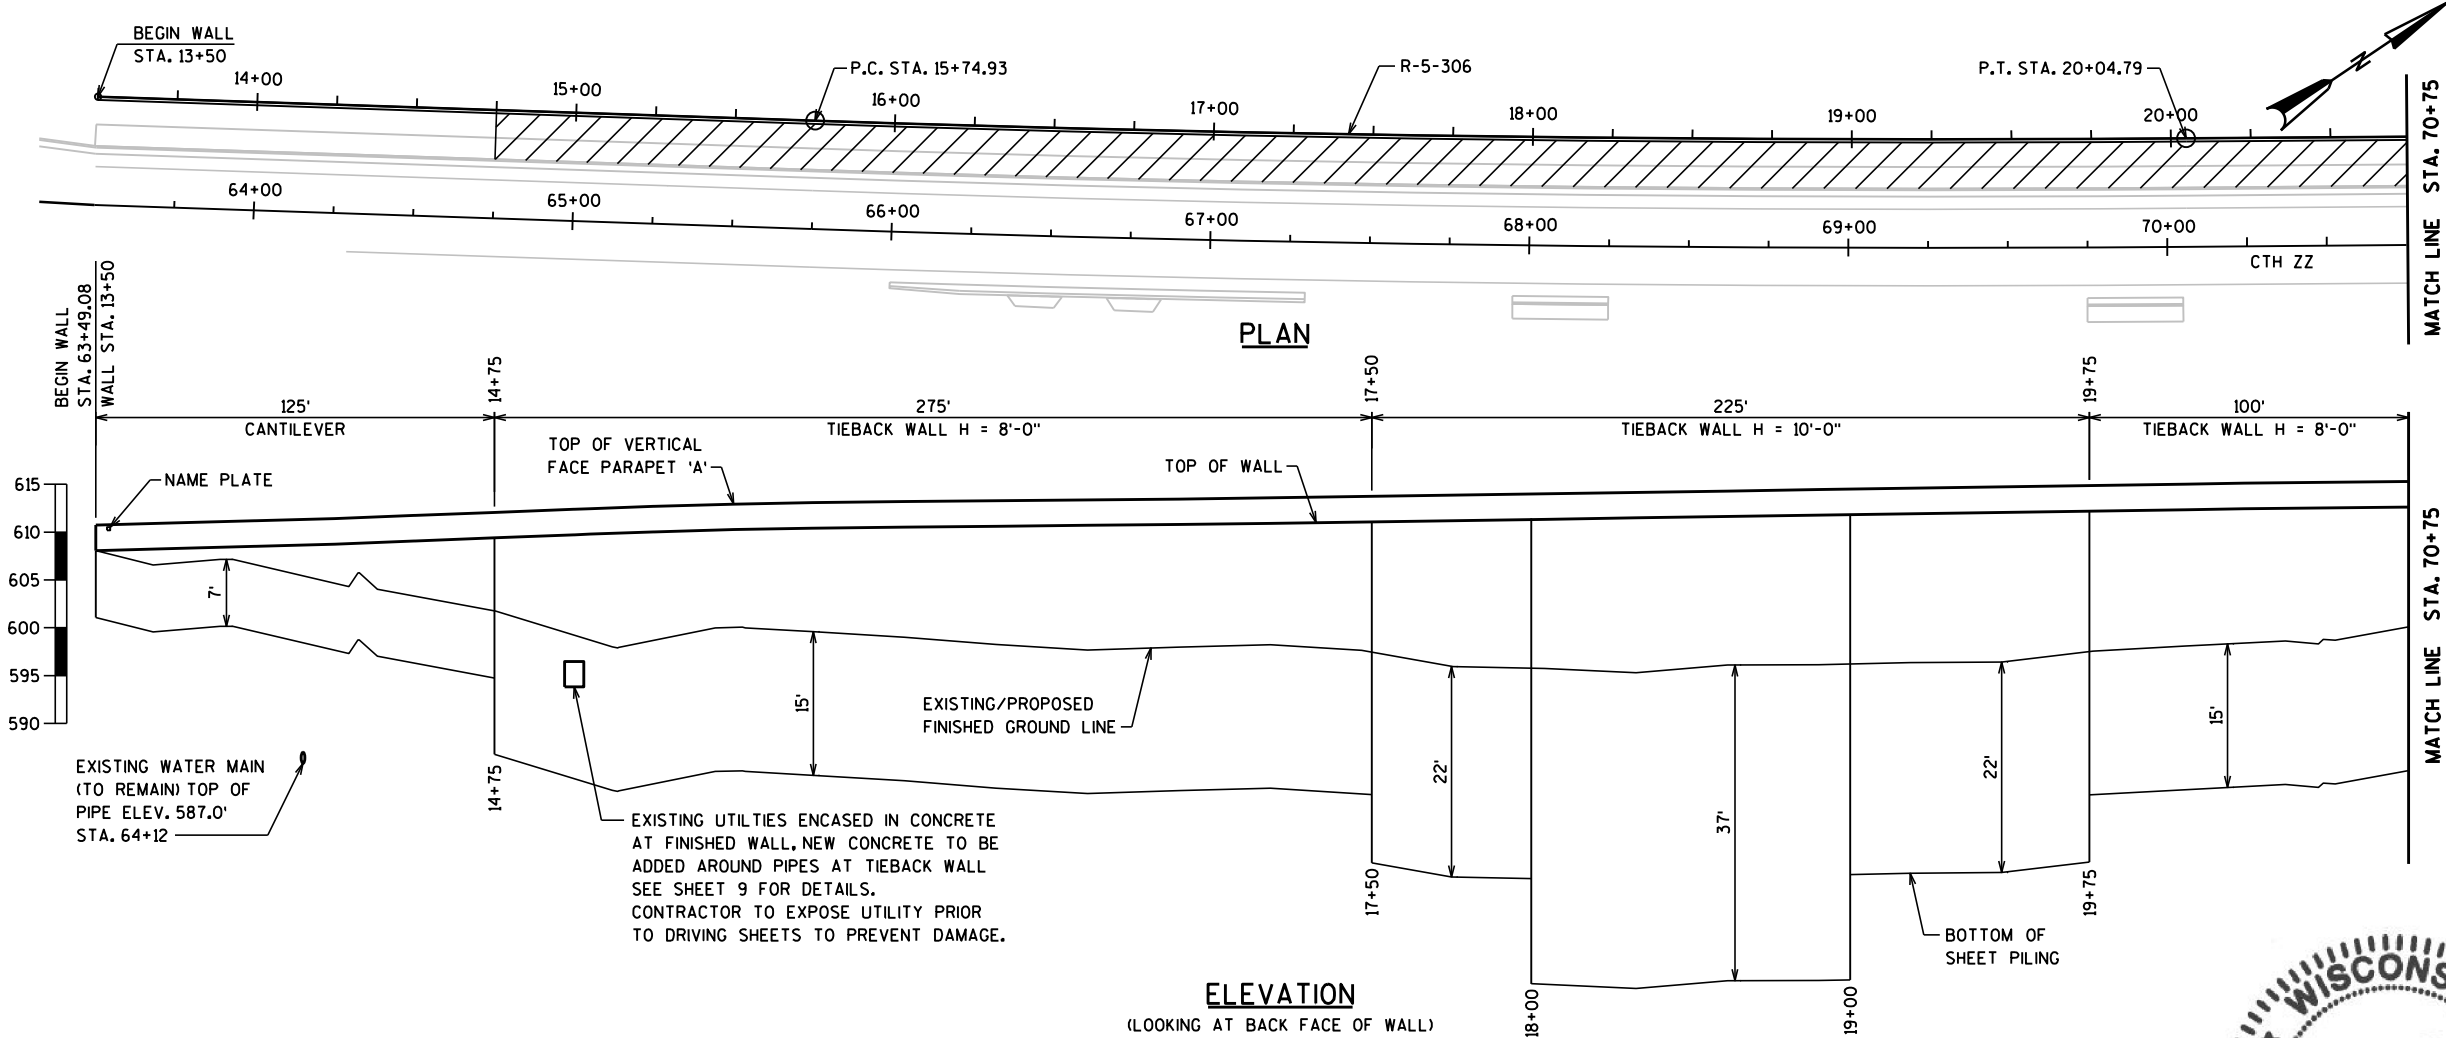 BEGIN WALL
STA. 13+50
14+00
15+00
P.C. STA. 15+74.93
16+00
17+00
R-5-306
18+00
19+00
P.T. STA. 20+04.79
20+00
N
MATCH LINE STA. 70+75
64+00
65+00
66+00
67+00
68+00
69+00
70+00
CTH ZZ
PLAN
BEGIN WALL
STA. 63+49.08
WALL STA. 13+50
14+75
17+50
19+75
125'
CANTILEVER
275'
TIEBACK WALL H = 8'-0"
225'
TIEBACK WALL H = 10'-0"
100'
TIEBACK WALL H = 8'-0"
TOP OF VERTICAL
FACE PARAPET 'A'
TOP OF WALL
NAME PLATE
615
610
605
600
595
590
7'
15'
22'
37'
22'
15'
EXISTING/PROPOSED
FINISHED GROUND LINE
EXISTING WATER MAIN
(TO REMAIN) TOP OF
PIPE ELEV. 587.0'
STA. 64+12
14+75
EXISTING UTILTIES ENCASED IN CONCRETE
AT FINISHED WALL, NEW CONCRETE TO BE
ADDED AROUND PIPES AT TIEBACK WALL
SEE SHEET 9 FOR DETAILS.
CONTRACTOR TO EXPOSE UTILITY PRIOR
TO DRIVING SHEETS TO PREVENT DAMAGE.
17+50
18+00
19+00
19+75
BOTTOM OF
SHEET PILING
MATCH LINE STA. 70+75
ELEVATION
(LOOKING AT BACK FACE OF WALL)
WISCONS